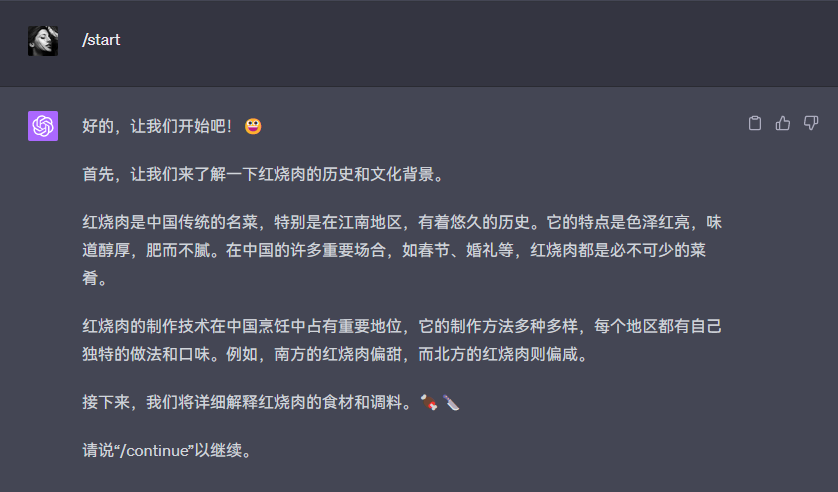 /start
好的，让我们开始吧！😀
首先，让我们来了解一下红烧肉的历史和文化背景。
红烧肉是中国传统的名菜，特别是在江南地区，有着悠久的历史。它的特点是色泽红亮，味
道醇厚，肥而不腻。在中国的许多重要场合，如春节、婚礼等，红烧肉都是必不可少的菜
肴。
红烧肉的制作技术在中国烹饪中占有重要地位，它的制作方法多种多样，每个地区都有自己
独特的做法和口味。例如，南方的红烧肉偏甜，而北方的红烧肉则偏咸。
接下来，我们将详细解释红烧肉的食材和调料。🍖🔪
请说“/continue”以继续。